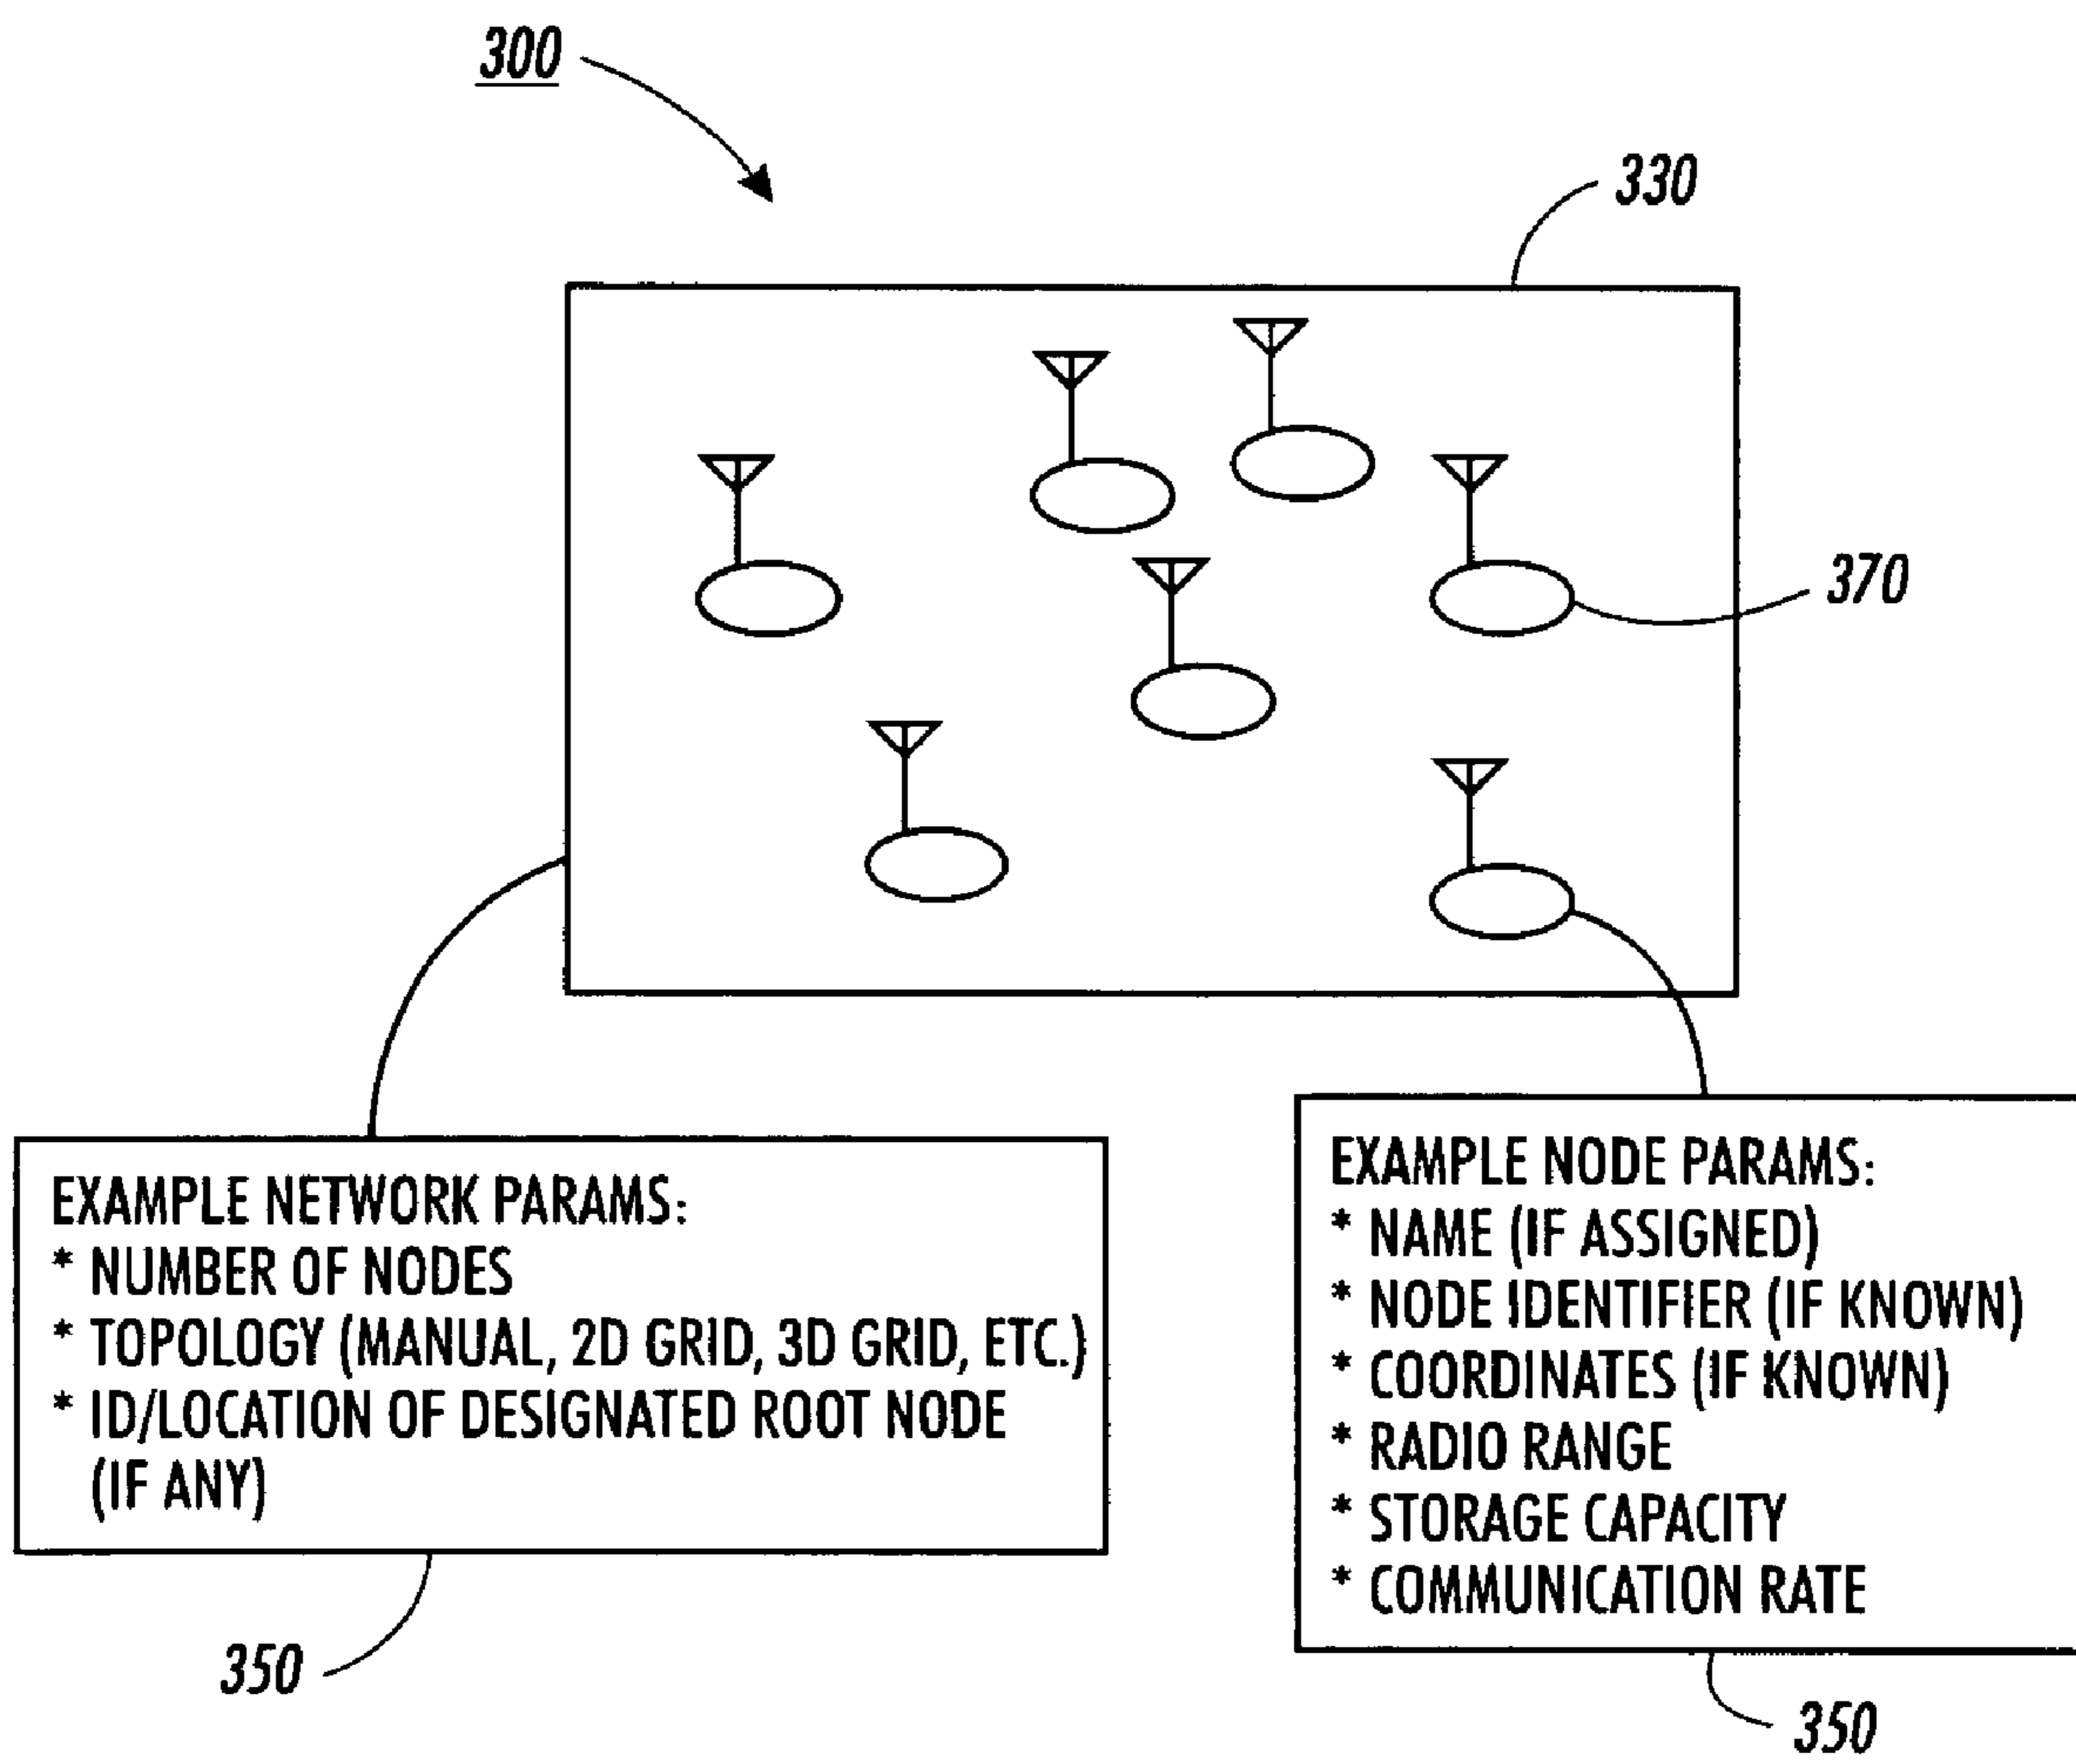 300
330
370
EXAMPLE NETWORK PARAMS:
* NUMBER OF NODES
* TOPOLOGY (MANUAL, 2D GRID, 3D GRID, ETC.)
* ID/LOCATION OF DESIGNATED ROOT NODE
(IF ANY)
350
EXAMPLE NODE PARAMS:
* NAME (IF ASSIGNED)
* NODE IDENTIFIER (IF KNOWN)
* COORDINATES (IF KNOWN)
* RADIO RANGE
* STORAGE CAPACITY
* COMMUNICATION RATE
350